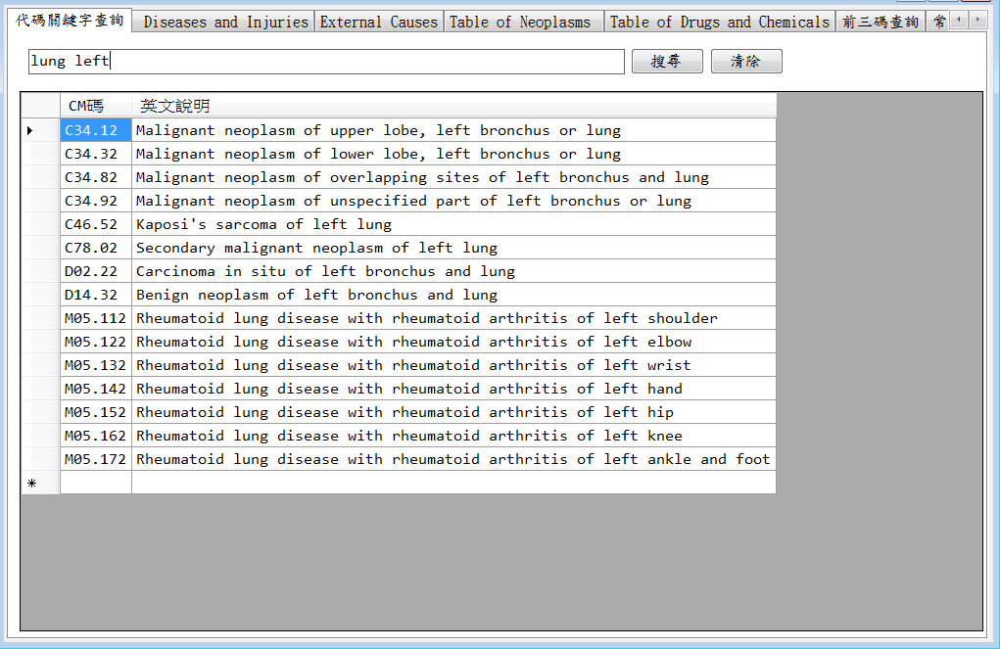 代碼關鍵字查詢 Diseases and Injuries External Causes Table of Neoplasms Table of Drugs and Chemicals 前三碼查詢 常
lung left 搜尋 清除
CM碼 英文說明
C34.12 Malignant neoplasm of upper lobe, left bronchus or lung
C34.32 Malignant neoplasm of lower lobe, left bronchus or lung
C34.82 Malignant neoplasm of overlapping sites of left bronchus and lung
C34.92 Malignant neoplasm of unspecified part of left bronchus or lung
C46.52 Kaposi's sarcoma of left lung
C78.02 Secondary malignant neoplasm of left lung
D02.22 Carcinoma in situ of left bronchus and lung
D14.32 Benign neoplasm of left bronchus and lung
M05.112 Rheumatoid lung disease with rheumatoid arthritis of left shoulder
M05.122 Rheumatoid lung disease with rheumatoid arthritis of left elbow
M05.132 Rheumatoid lung disease with rheumatoid arthritis of left wrist
M05.142 Rheumatoid lung disease with rheumatoid arthritis of left hand
M05.152 Rheumatoid lung disease with rheumatoid arthritis of left hip
M05.162 Rheumatoid lung disease with rheumatoid arthritis of left knee
M05.172 Rheumatoid lung disease with rheumatoid arthritis of left ankle and foot
*